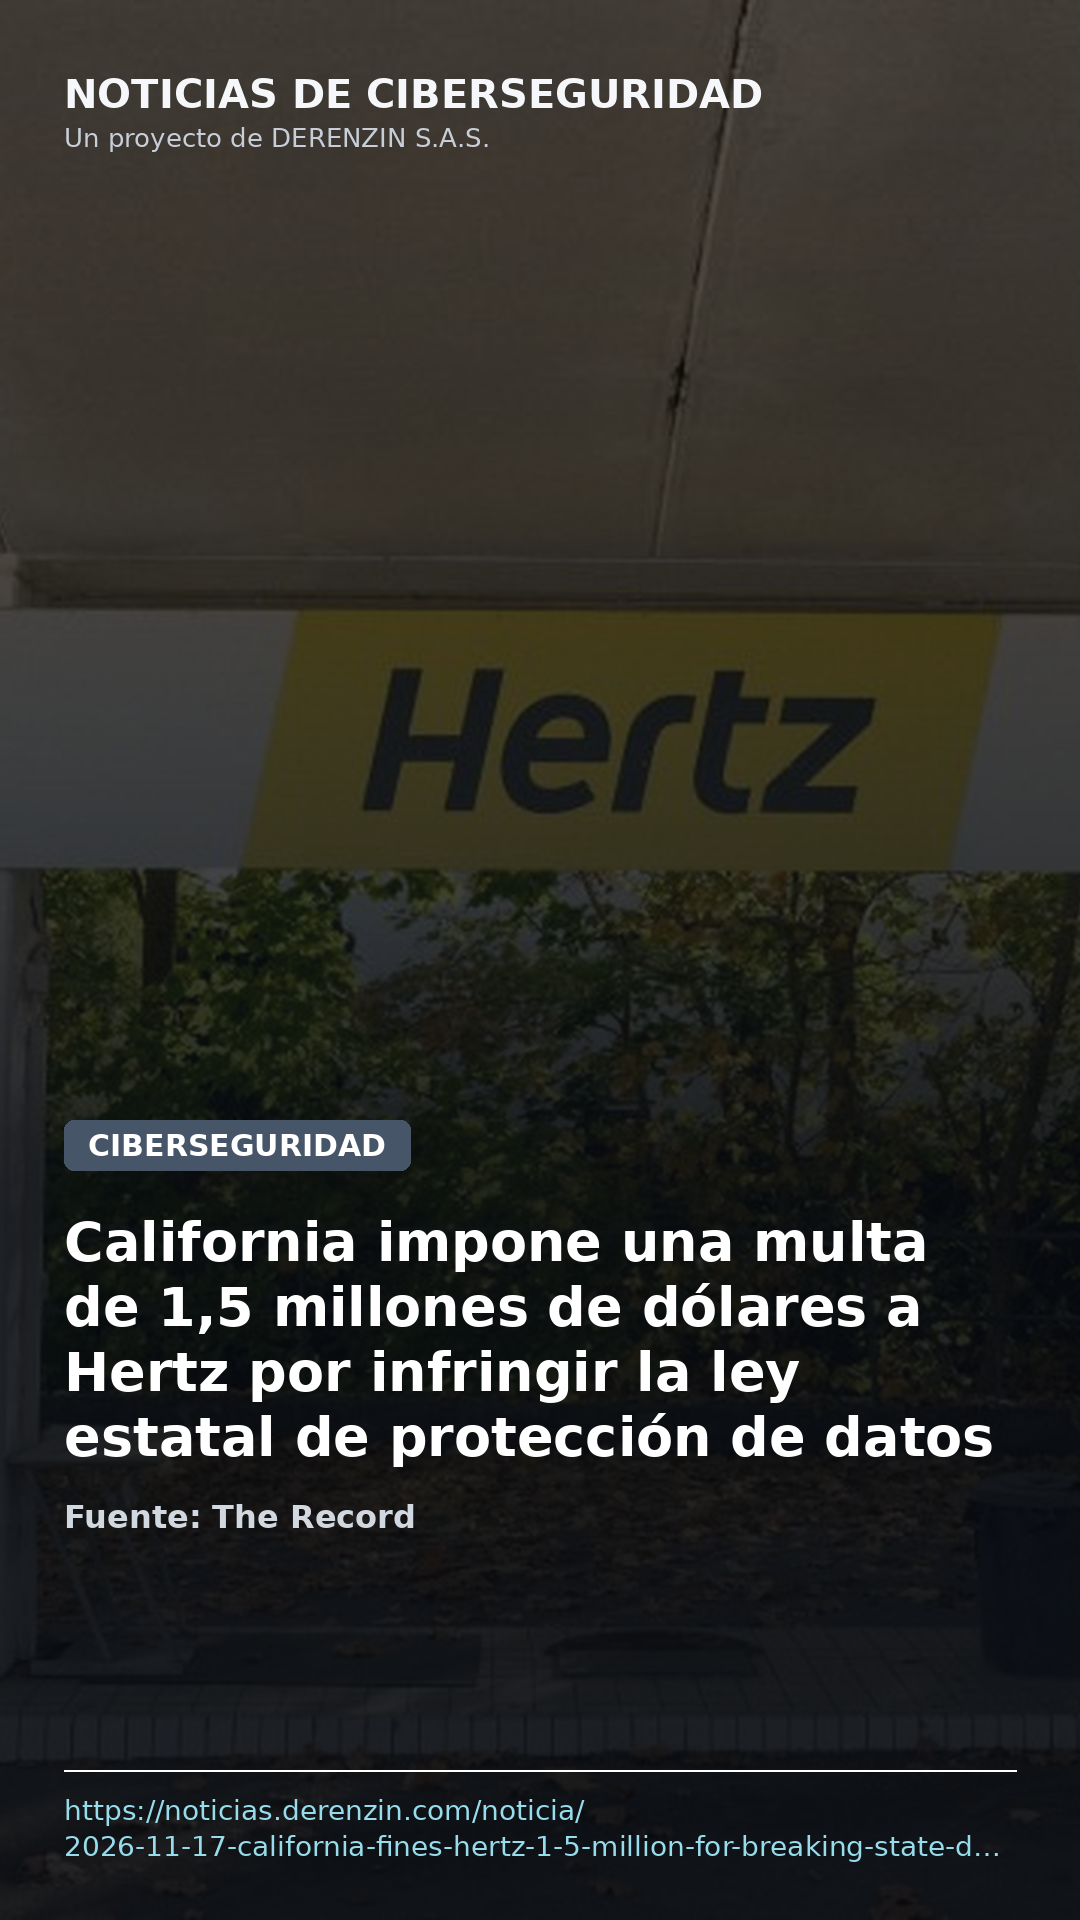 NOTICIAS DE CIBERSEGURIDAD
Un proyecto de DERENZIN S.A.S.
Hertz
CIBERSEGURIDAD
California impone una multa
de 1,5 millones de dólares a
Hertz por infringir la ley
estatal de protección de datos
Fuente: The Record
https://noticias.derenzin.com/noticia/
2026-11-17-california-fines-hertz-1-5-million-for-breaking-state-d…